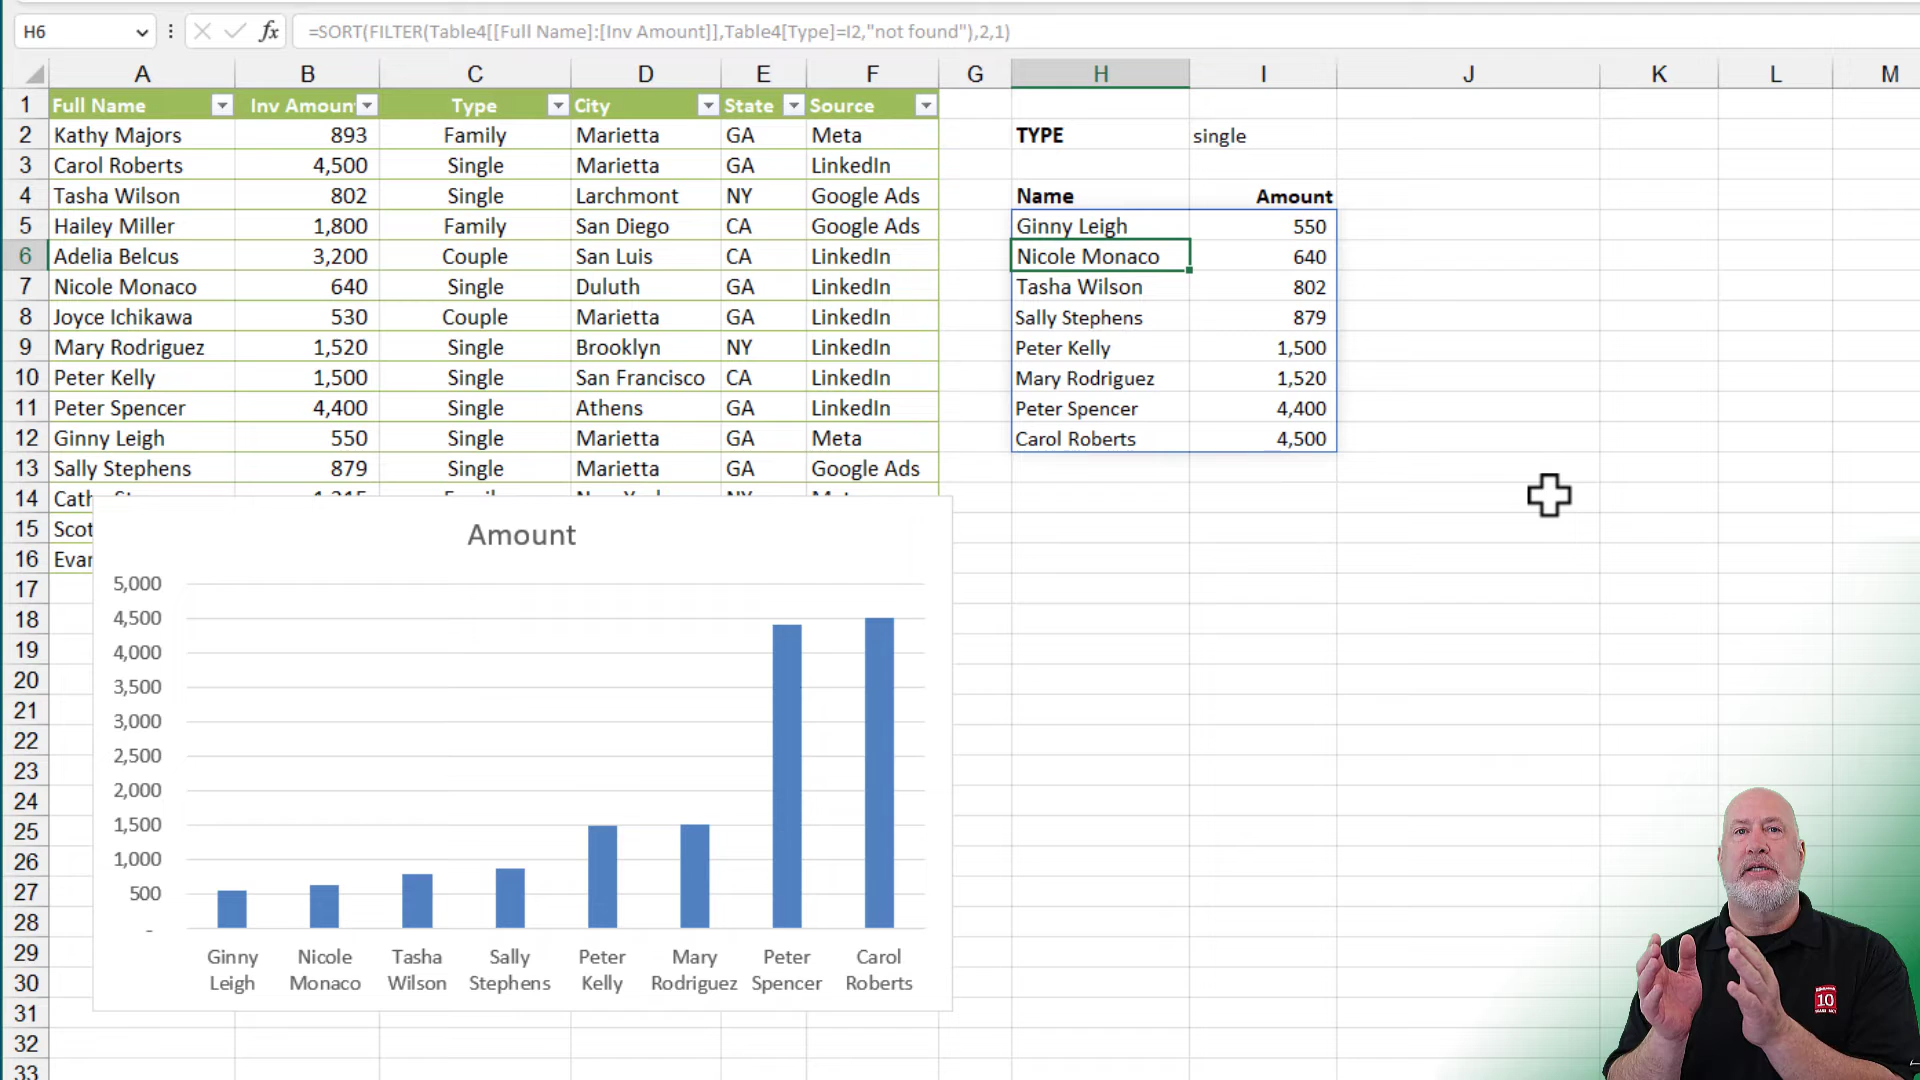 H6 fx =SORT(FILTER(Table4[[Full Name]:[Inv Amount]],Table4[Type]=I2,"not found"),2,1)
A B C D E F G H I J K L M
1 Full Name Inv Amoun Type City State Source
2 Kathy Majors 893 Family Marietta GA Meta TYPE single
3 Carol Roberts 4,500 Single Marietta GA LinkedIn
4 Tasha Wilson 802 Single Larchmont NY Google Ads Name Amount
5 Hailey Miller 1,800 Family San Diego CA Google Ads Ginny Leigh 550
6 Adelia Belcus 3,200 Couple San Luis CA LinkedIn Nicole Monaco 640
7 Nicole Monaco 640 Single Duluth GA LinkedIn Tasha Wilson 802
8 Joyce Ichikawa 530 Couple Marietta GA LinkedIn Sally Stephens 879
9 Mary Rodriguez 1,520 Single Brooklyn NY LinkedIn Peter Kelly 1,500
10 Peter Kelly 1,500 Single San Francisco CA LinkedIn Mary Rodriguez 1,520
11 Peter Spencer 4,400 Single Athens GA LinkedIn Peter Spencer 4,400
12 Ginny Leigh 550 Single Marietta GA Meta Carol Roberts 4,500
13 Sally Stephens 879 Single Marietta GA Google Ads
14
15 Scot
16 Evan
17
18
19
20
21
22
23
24
25
26
27
28
29
30
31
32
33
Amount
5,000
4,500
4,000
3,500
3,000
2,500
2,000
1,500
1,000
500
-
Ginny Nicole Tasha Sally Peter Mary Peter Carol
Leigh Monaco Wilson Stephens Kelly Rodriguez Spencer Roberts
10